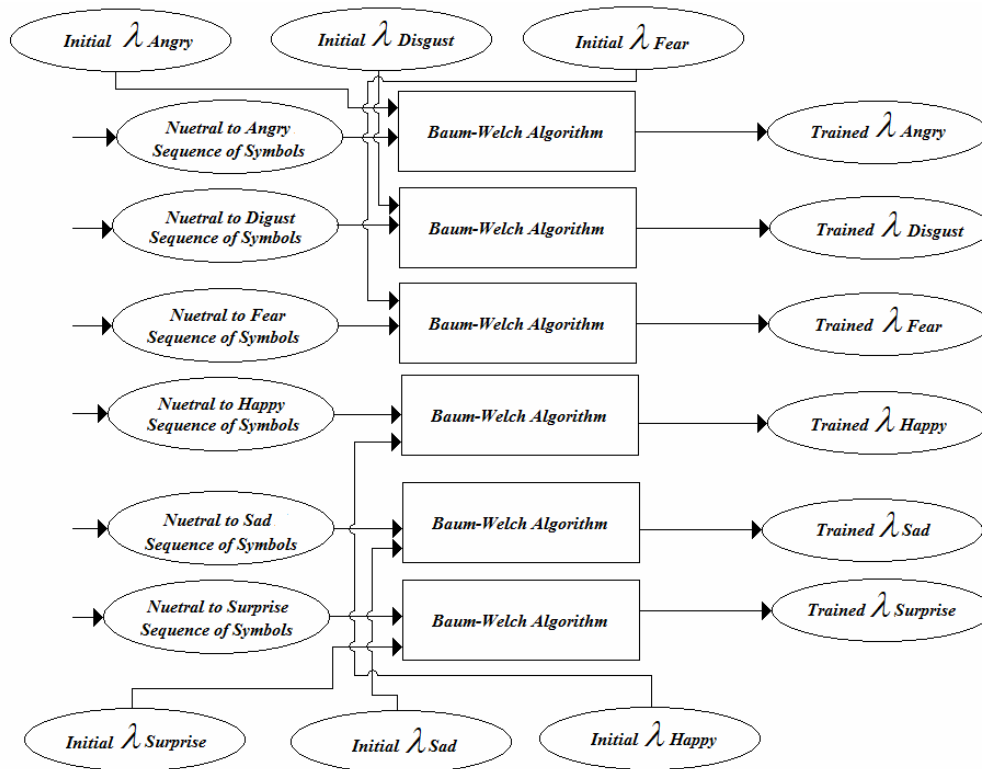 Initial λ Angry
Initial λ Disgust
Initial λ Fear
Nuetral to Angry
Sequence of Symbols
Baum-Welch Algorithm
Trained λ Angry
Nuetral to Digust
Sequence of Symbols
Baum-Welch Algorithm
Trained λ Disgust
Nuetral to Fear
Sequence of Symbols
Baum-Welch Algorithm
Trained λ Fear
Nuetral to Happy
Sequence of Symbols
Baum-Welch Algorithm
Trained λ Happy
Nuetral to Sad
Sequence of Symbols
Baum-Welch Algorithm
Trained λ Sad
Nuetral to Surprise
Sequence of Symbols
Baum-Welch Algorithm
Trained λ Surprise
Initial λ Surprise
Initial λ Sad
Initial λ Happy